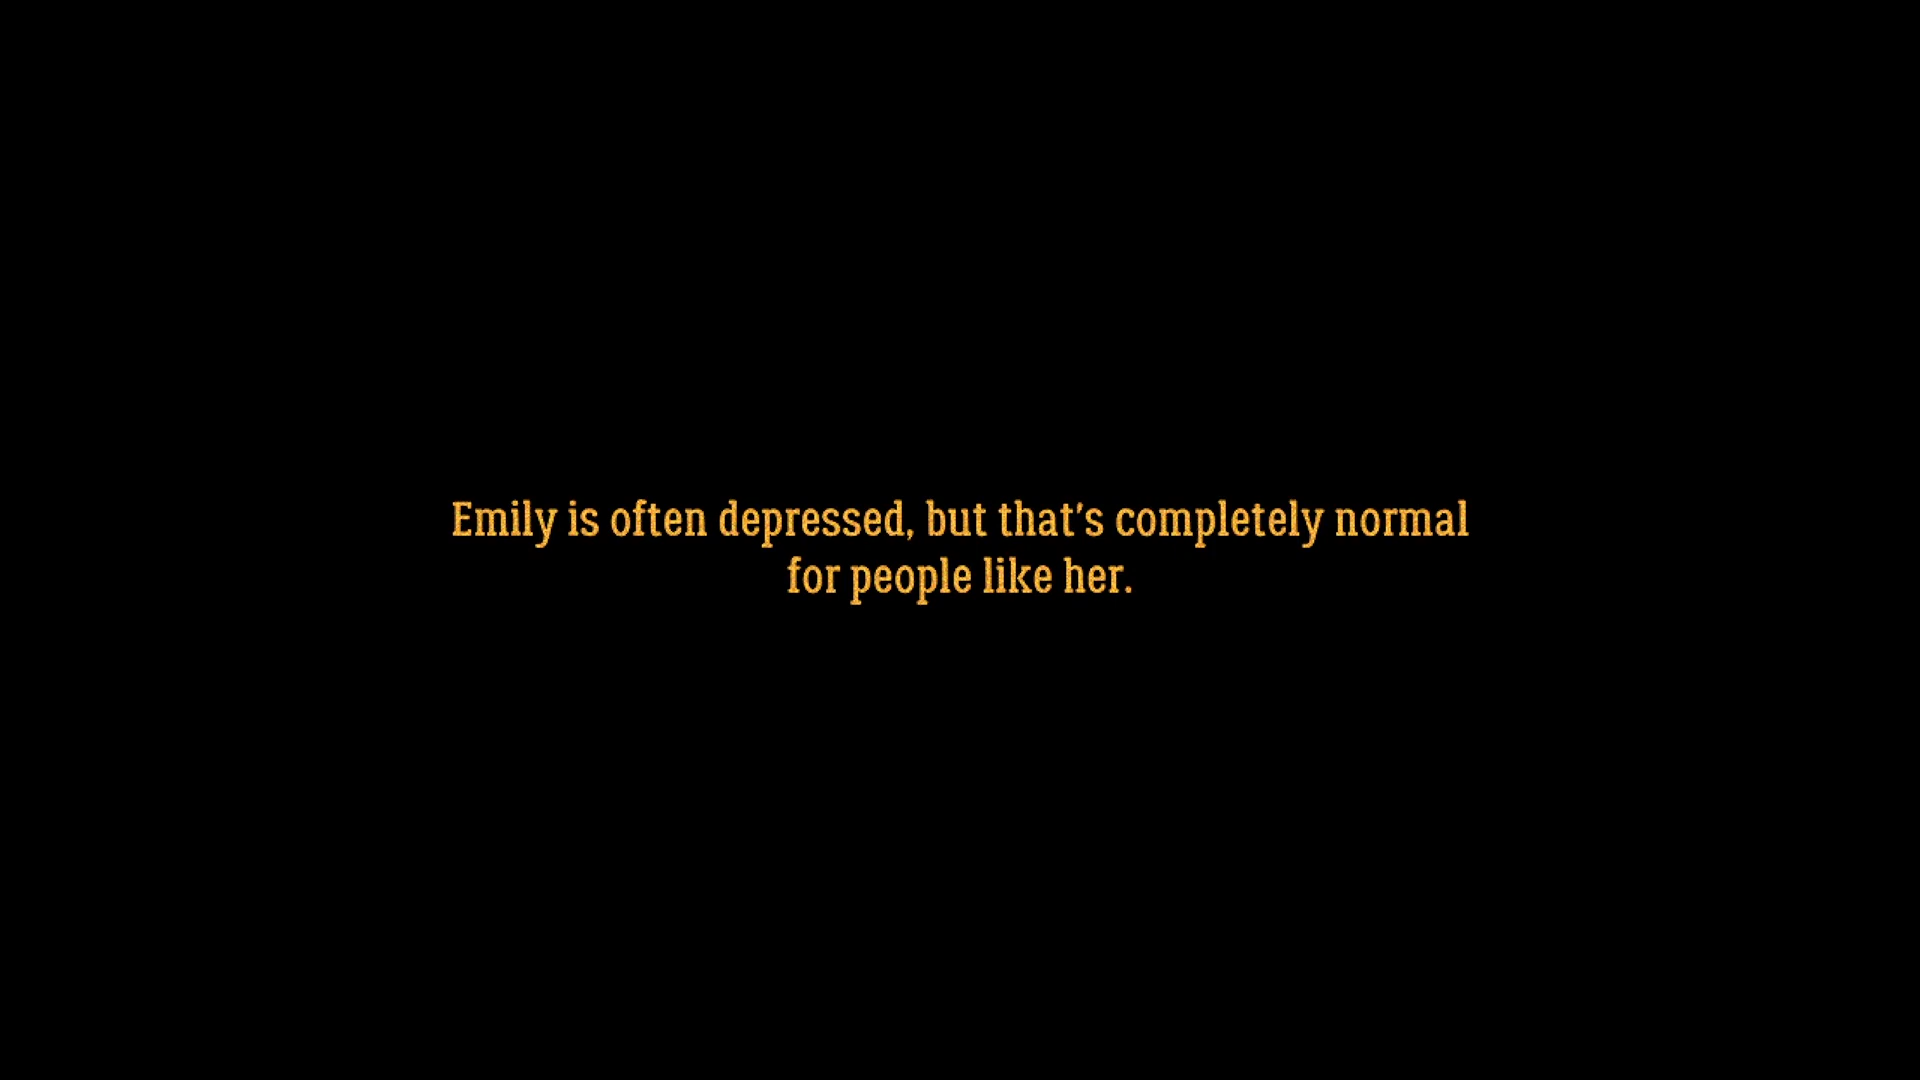 Emily is often depressed, but that's completely normal
for people like her.